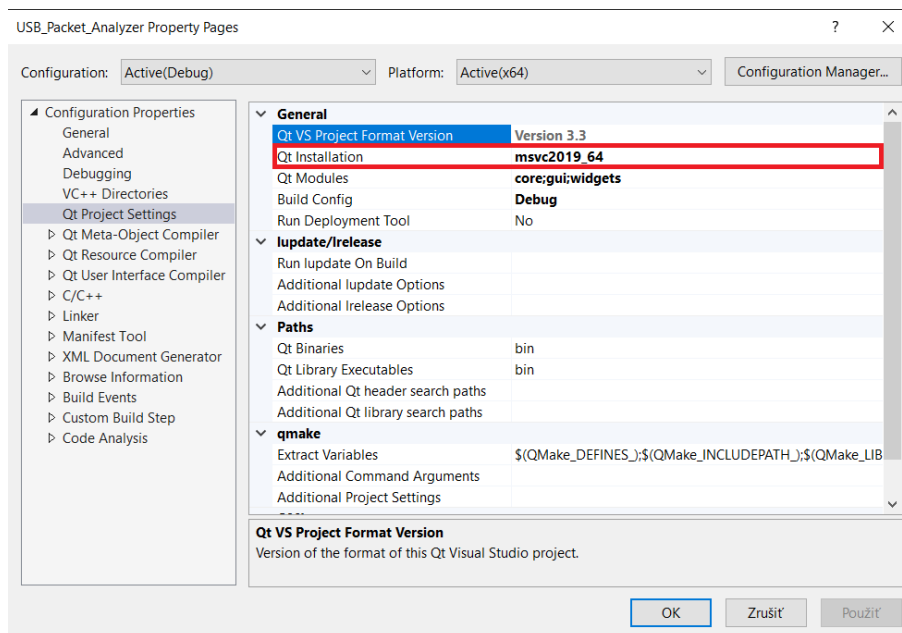 USB_Packet_Analyzer Property Pages
?
Configuration: Active(Debug) Platform: Active(x64) Configuration Manager...
Configuration Properties
General
Advanced
Debugging
VC++ Directories
Qt Project Settings
Qt Meta-Object Compiler
Qt Resource Compiler
Qt User Interface Compiler
C/C++
Linker
Manifest Tool
XML Document Generator
Browse Information
Build Events
Custom Build Step
Code Analysis
General
Qt VS Project Format Version Version 3.3
Qt Installation msvc2019_64
Qt Modules core;gui;widgets
Build Config Debug
Run Deployment Tool No
lupdate/lrelease
Run lupdate On Build
Additional lupdate Options
Additional lrelease Options
Paths
Qt Binaries bin
Qt Library Executables bin
Additional Qt header search paths
Additional Qt library search paths
qmake
Extract Variables $(QMake_DEFINES_);$(QMake_INCLUDEPATH_);$(QMake_LIB
Additional Command Arguments
Additional Project Settings
Qt VS Project Format Version
Version of the format of this Qt Visual Studio project.
OK Zrušiť Použiť